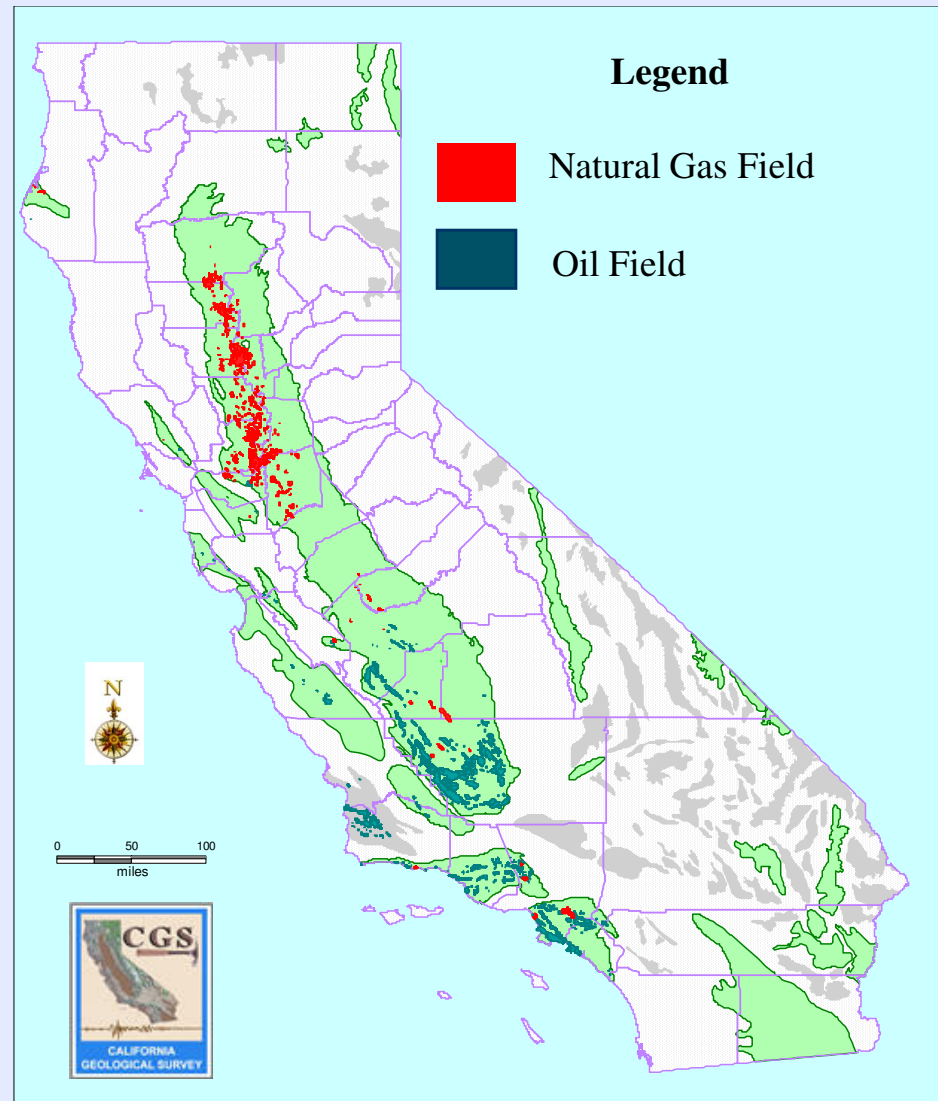 Legend
Natural Gas Field
Oil Field
N
0 50 100
miles
CGS
CALIFORNIA
GEOLOGICAL SURVEY